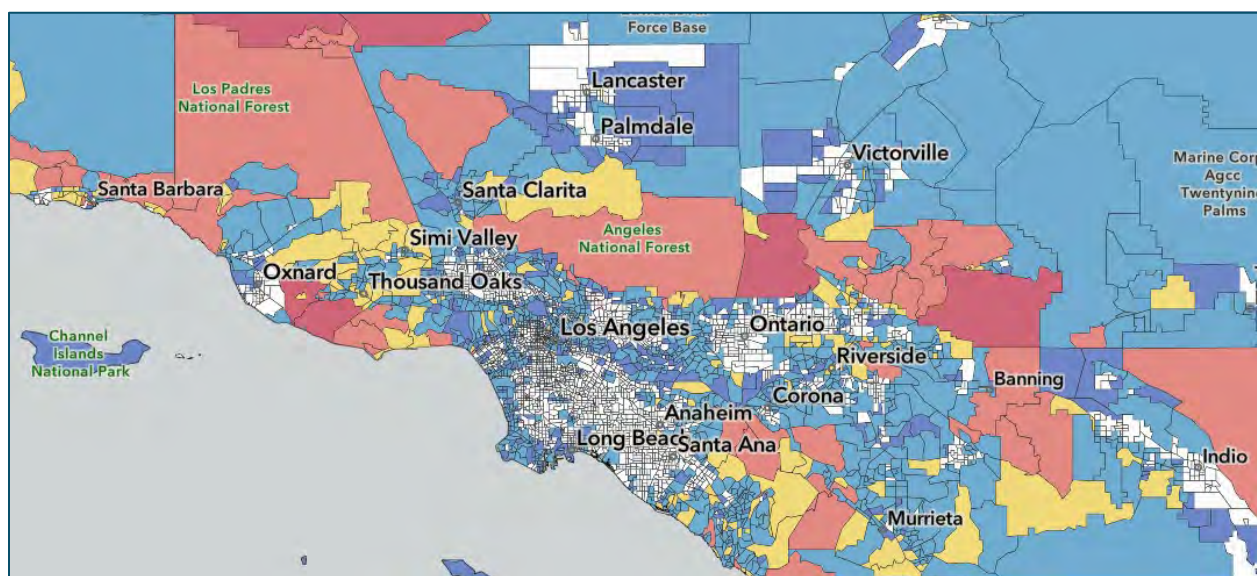 Force Base
Lancaster
Los Padres
National Forest
Palmdale
Victorville
Marine Corp
Agcc
Twentynine
Palms
Santa Barbara
Santa Clarita
Angeles
National Forest
Simi Valley
Oxnard
Thousand Oaks
Los Angeles
Ontario
Channel
Islands
National Park
Riverside
Banning
Corona
Anaheim
Long Beac
Santa Ana
Indio
Murrieta